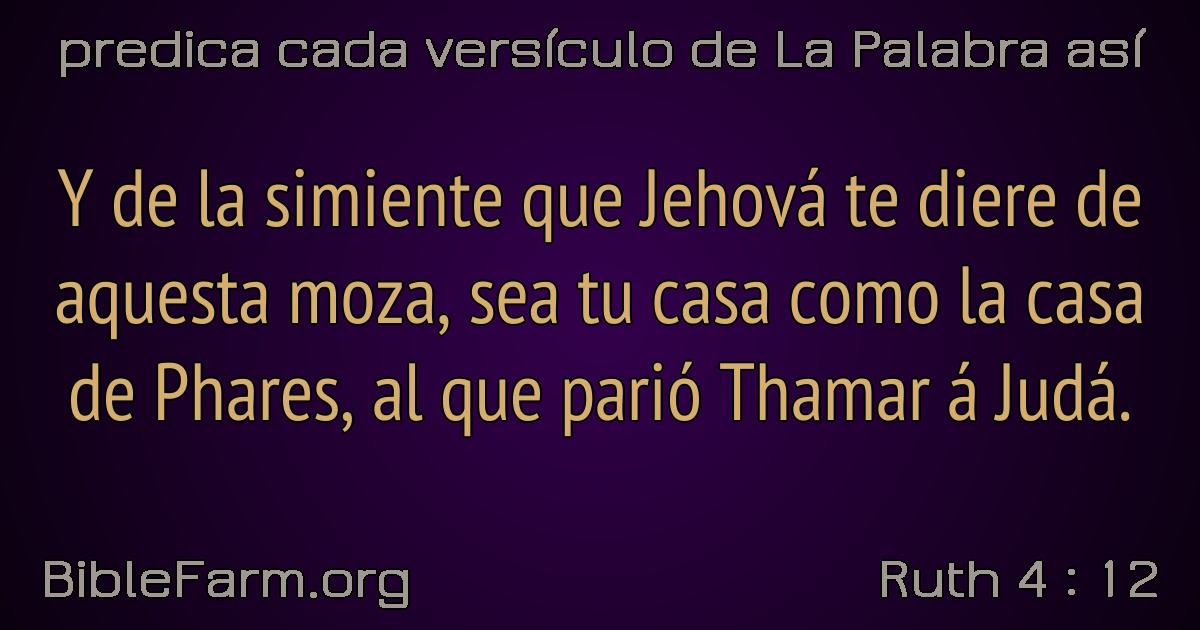 predica cada versículo de La Palabra así
Y de la simiente que Jehová te diere de
aquesta moza, sea tu casa como la casa
de Phares, al que parió Thamar á Judá.
BibleFarm.org
Ruth 4 : 12